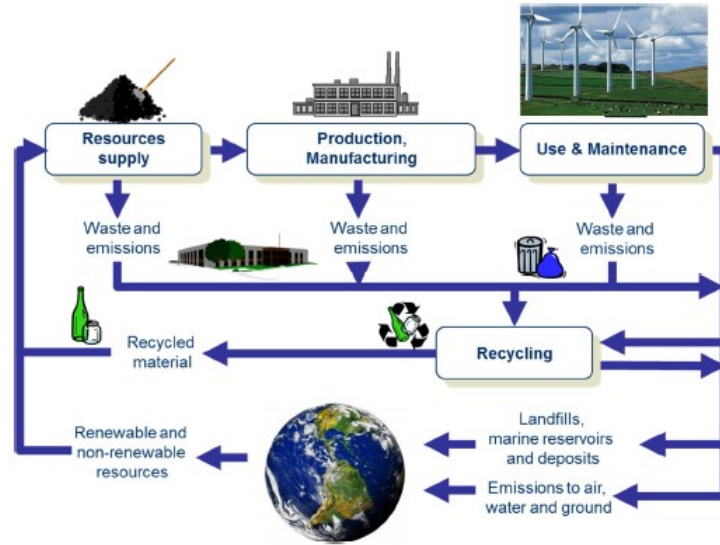 Resources
supply
Production,
Manufacturing
Use & Maintenance
Waste and
emissions
Waste and
emissions
Waste and
emissions
Recycling
Recycled
material
Renewable and
non-renewable
resources
Landfills,
marine reservoirs
and deposits
Emissions to air,
water and ground